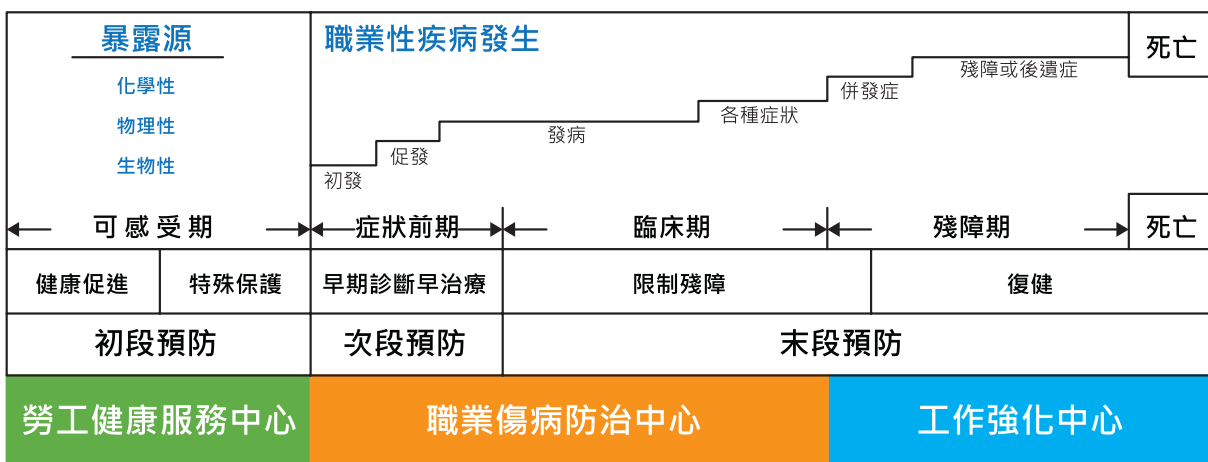 暴露源
化學性
物理性
生物性
職業性疾病發生
初發
促發
發病
各種症狀
併發症
殘障或後遺症
死亡
可感受期
症狀前期
臨床期
殘障期
死亡
健康促進
特殊保護
早期診斷早治療
限制殘障
復健
初段預防
次段預防
末段預防
勞工健康服務中心
職業傷病防治中心
工作強化中心